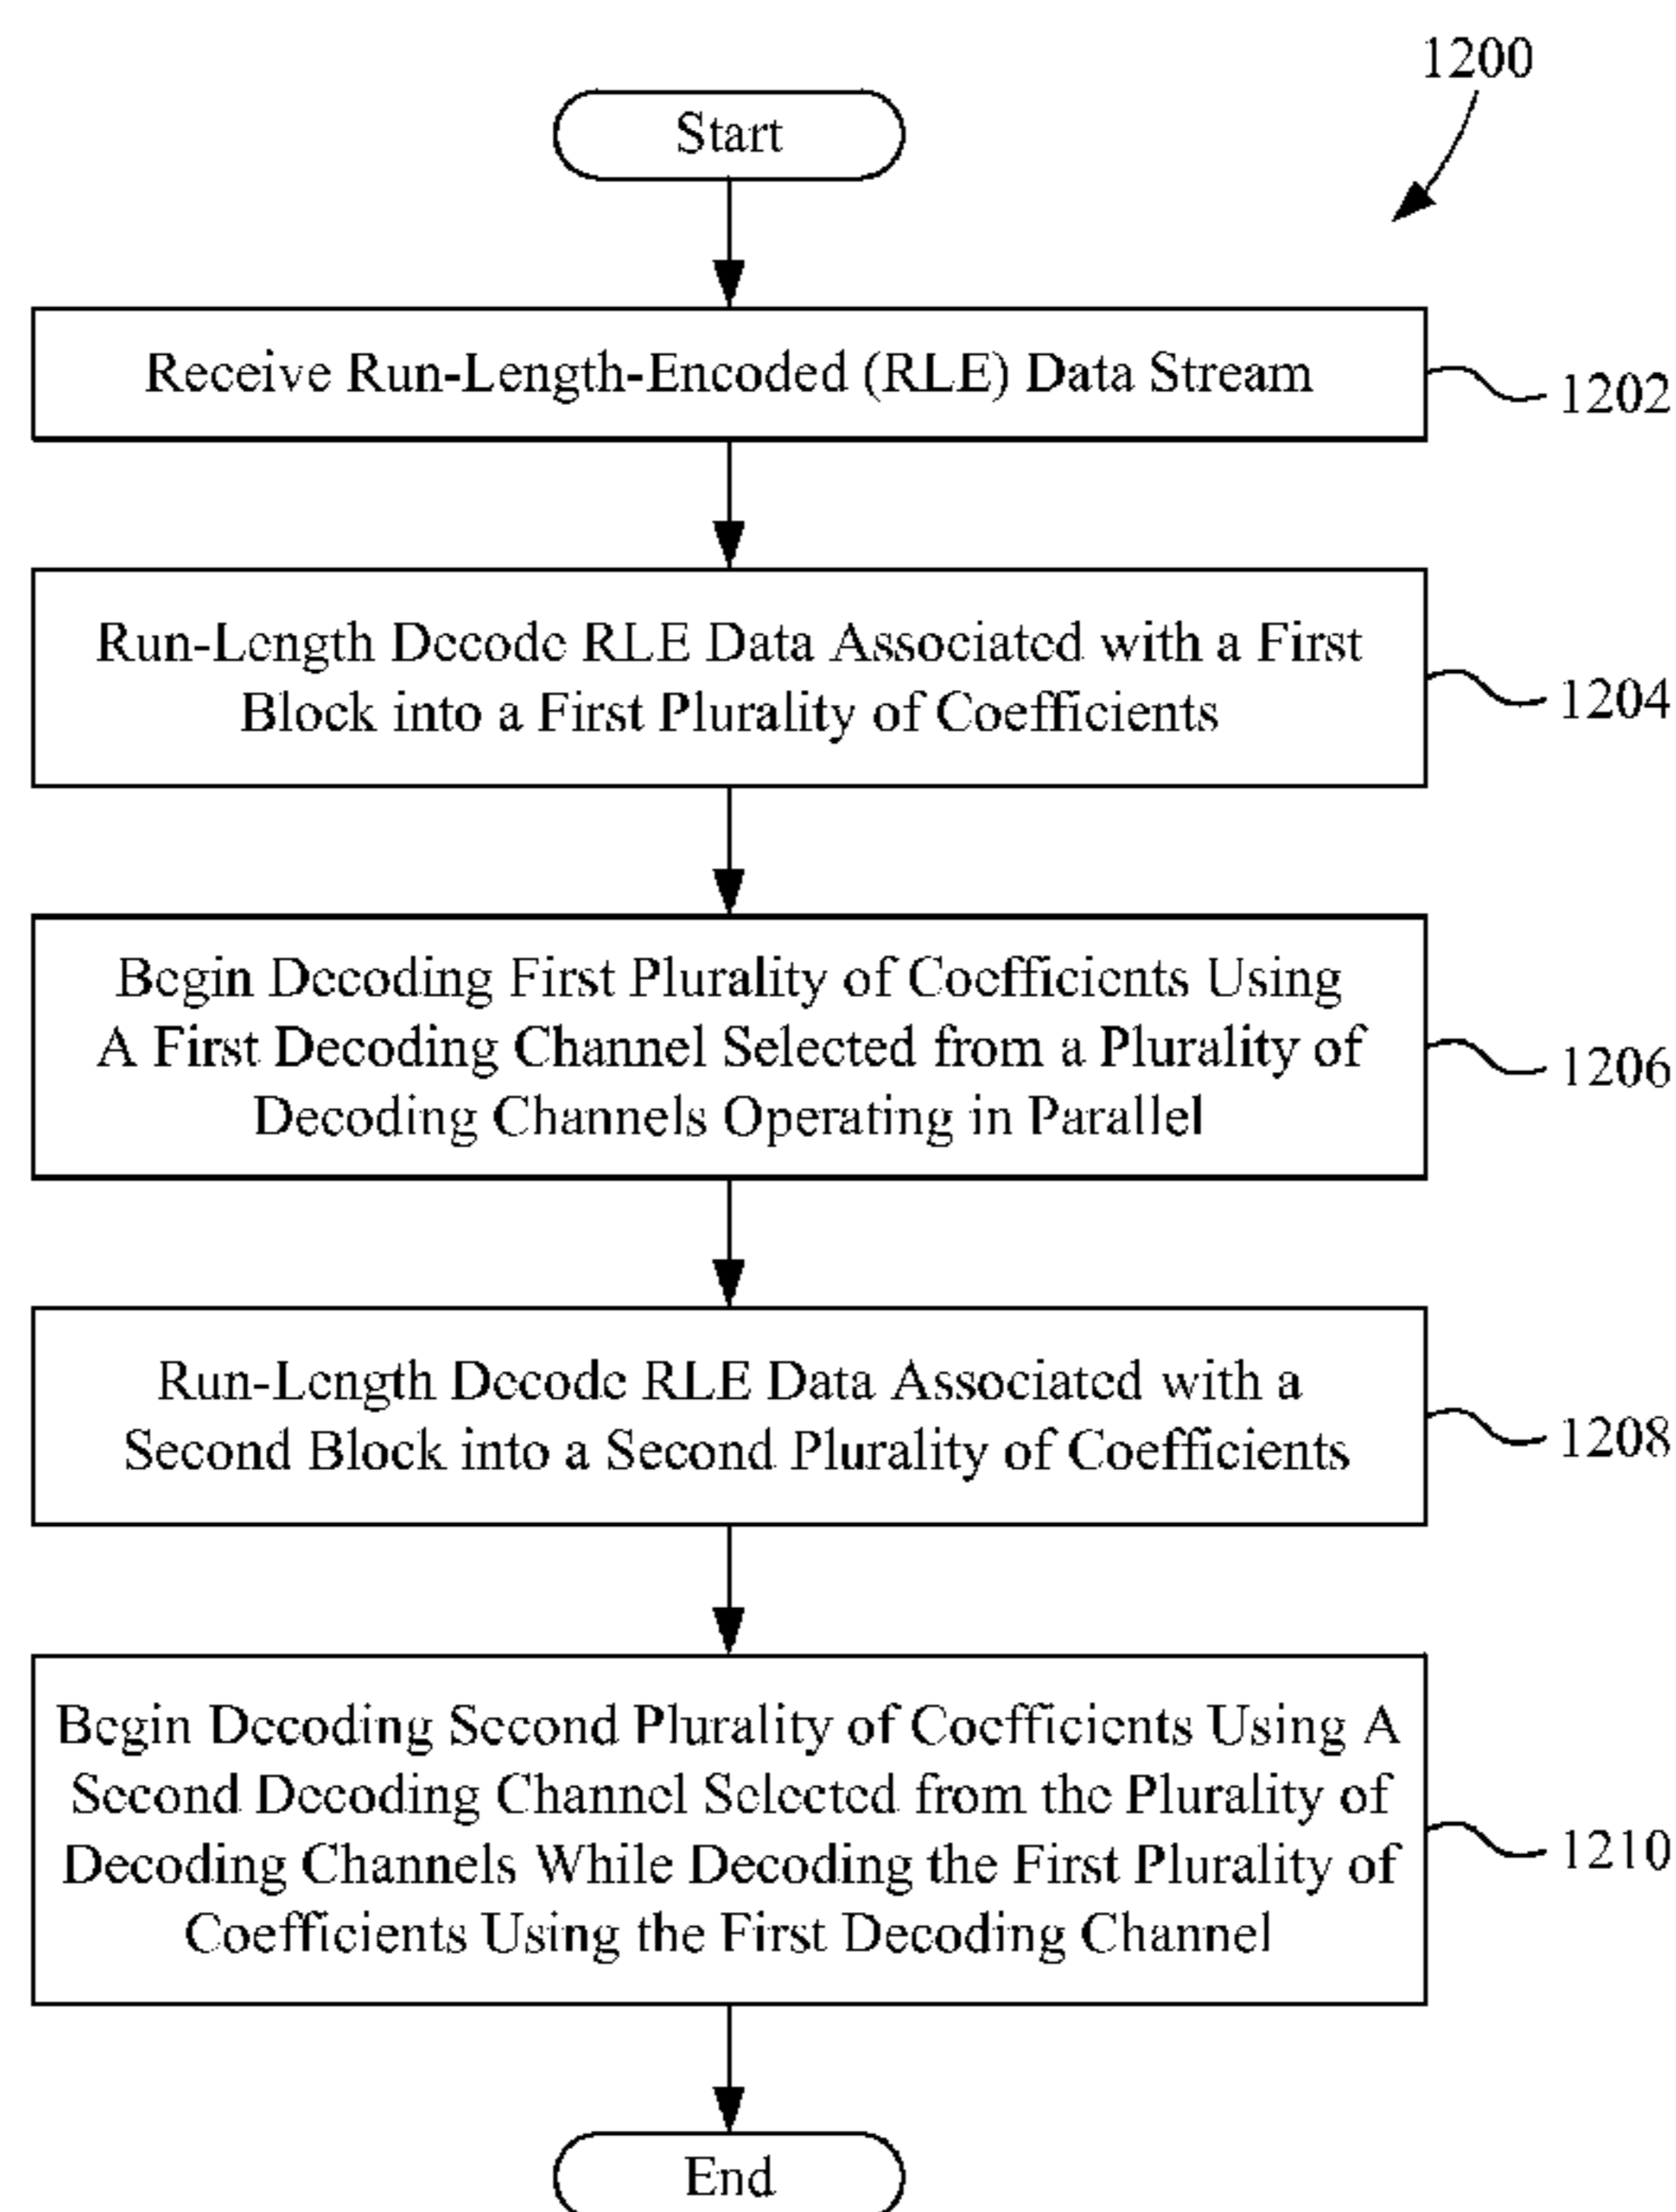 1200
Start
Receive Run-Length-Encoded (RLE) Data Stream
1202
Run-Length Decode RLE Data Associated with a First
Block into a First Plurality of Coefficients
1204
Begin Decoding First Plurality of Coefficients Using
A First Decoding Channel Selected from a Plurality of
Decoding Channels Operating in Parallel
1206
Run-Length Decode RLE Data Associated with a
Second Block into a Second Plurality of Coefficients
1208
Begin Decoding Second Plurality of Coefficients Using A
Second Decoding Channel Selected from the Plurality of
Decoding Channels While Decoding the First Plurality of
Coefficients Using the First Decoding Channel
1210
End